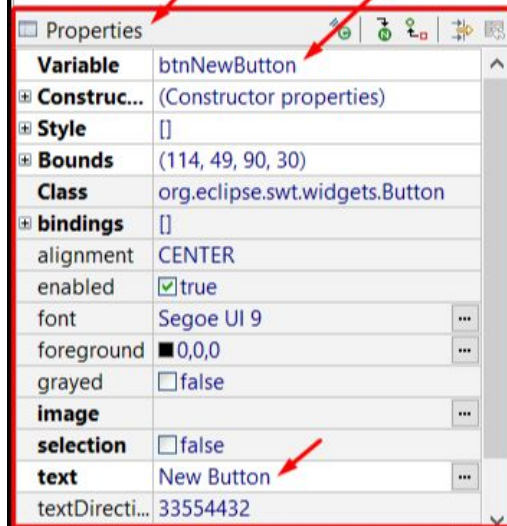 Properties
Variable btnNewButton
Construc... (Constructor properties)
Style []
Bounds (114, 49, 90, 30)
Class org.eclipse.swt.widgets.Button
bindings []
alignment CENTER
enabled true
font Segoe UI 9 ...
foreground 0,0,0 ...
grayed false
image ...
selection false
text New Button ...
textDirecti... 33554432